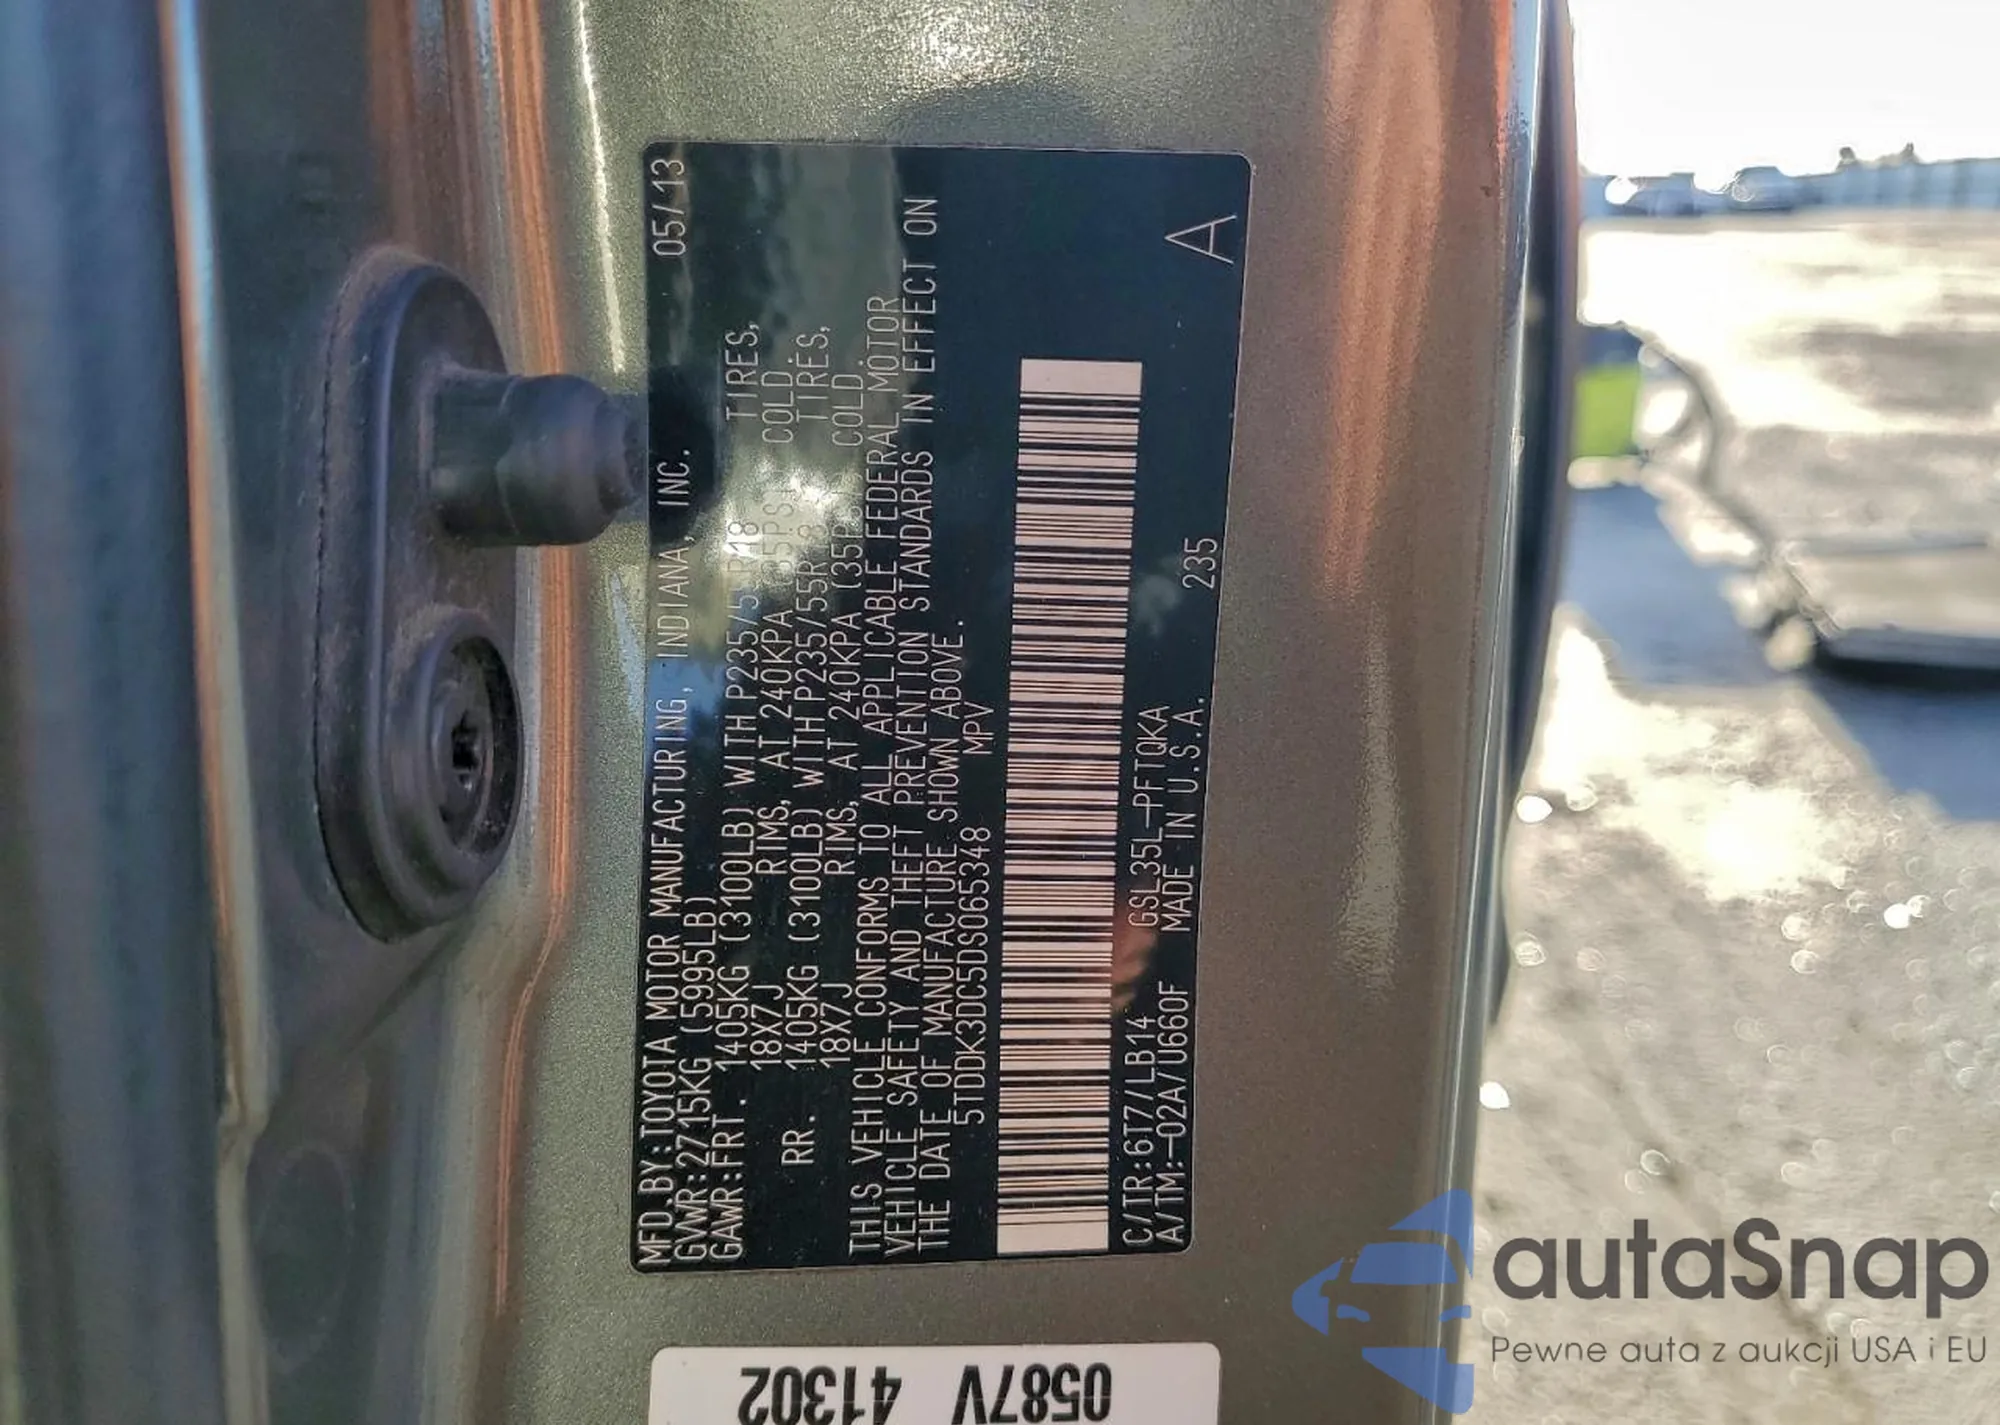 MFD.BY:TOYOTA MOTOR MANUFACTURING, INDIANA, INC. 05/13
GVWR:2715KG (5995LB)
GAWR:FRT. 1405KG (3100LB) WITH P235/55R18 TIRES,
18X7J RIMS, AT 240KPA (35PSI) COLD
RR. 1405KG (3100LB) WITH P235/55R18 TIRES,
18X7J RIMS, AT 240KPA (35PSI) COLD
THIS VEHICLE CONFORMS TO ALL APPLICABLE FEDERAL MOTOR
VEHICLE SAFETY AND THEFT PREVENTION STANDARDS IN EFFECT ON
THE DATE OF MANUFACTURE SHOWN ABOVE.
5TDDK3DC5DS065348 MPV
C/TR:6T7/LB14 GSL35L-PFTQKA
A/TM:-02A/U660F MADE IN U.S.A. 235 A
0587V
41302
autaSnap
Pewne auta z aukcji USA i EU